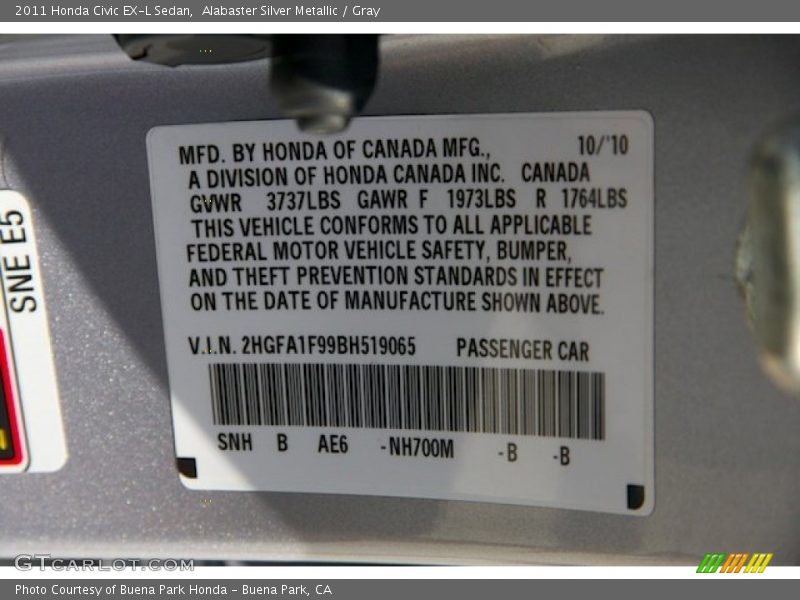 2011 Honda Civic EX-L Sedan, Alabaster Silver Metallic / Gray
MFD. BY HONDA OF CANADA MFG., 10/'10
A DIVISION OF HONDA CANADA INC. CANADA
GVWR 3737LBS GAWR F 1973LBS R 1764LBS
THIS VEHICLE CONFORMS TO ALL APPLICABLE
FEDERAL MOTOR VEHICLE SAFETY, BUMPER,
AND THEFT PREVENTION STANDARDS IN EFFECT
ON THE DATE OF MANUFACTURE SHOWN ABOVE.
V.I.N. 2HGFA1F99BH519065 PASSENGER CAR
SNH B AE6 -NH700M -B -B
SNE E5
GTCARLOT.COM
Photo Courtesy of Buena Park Honda - Buena Park, CA